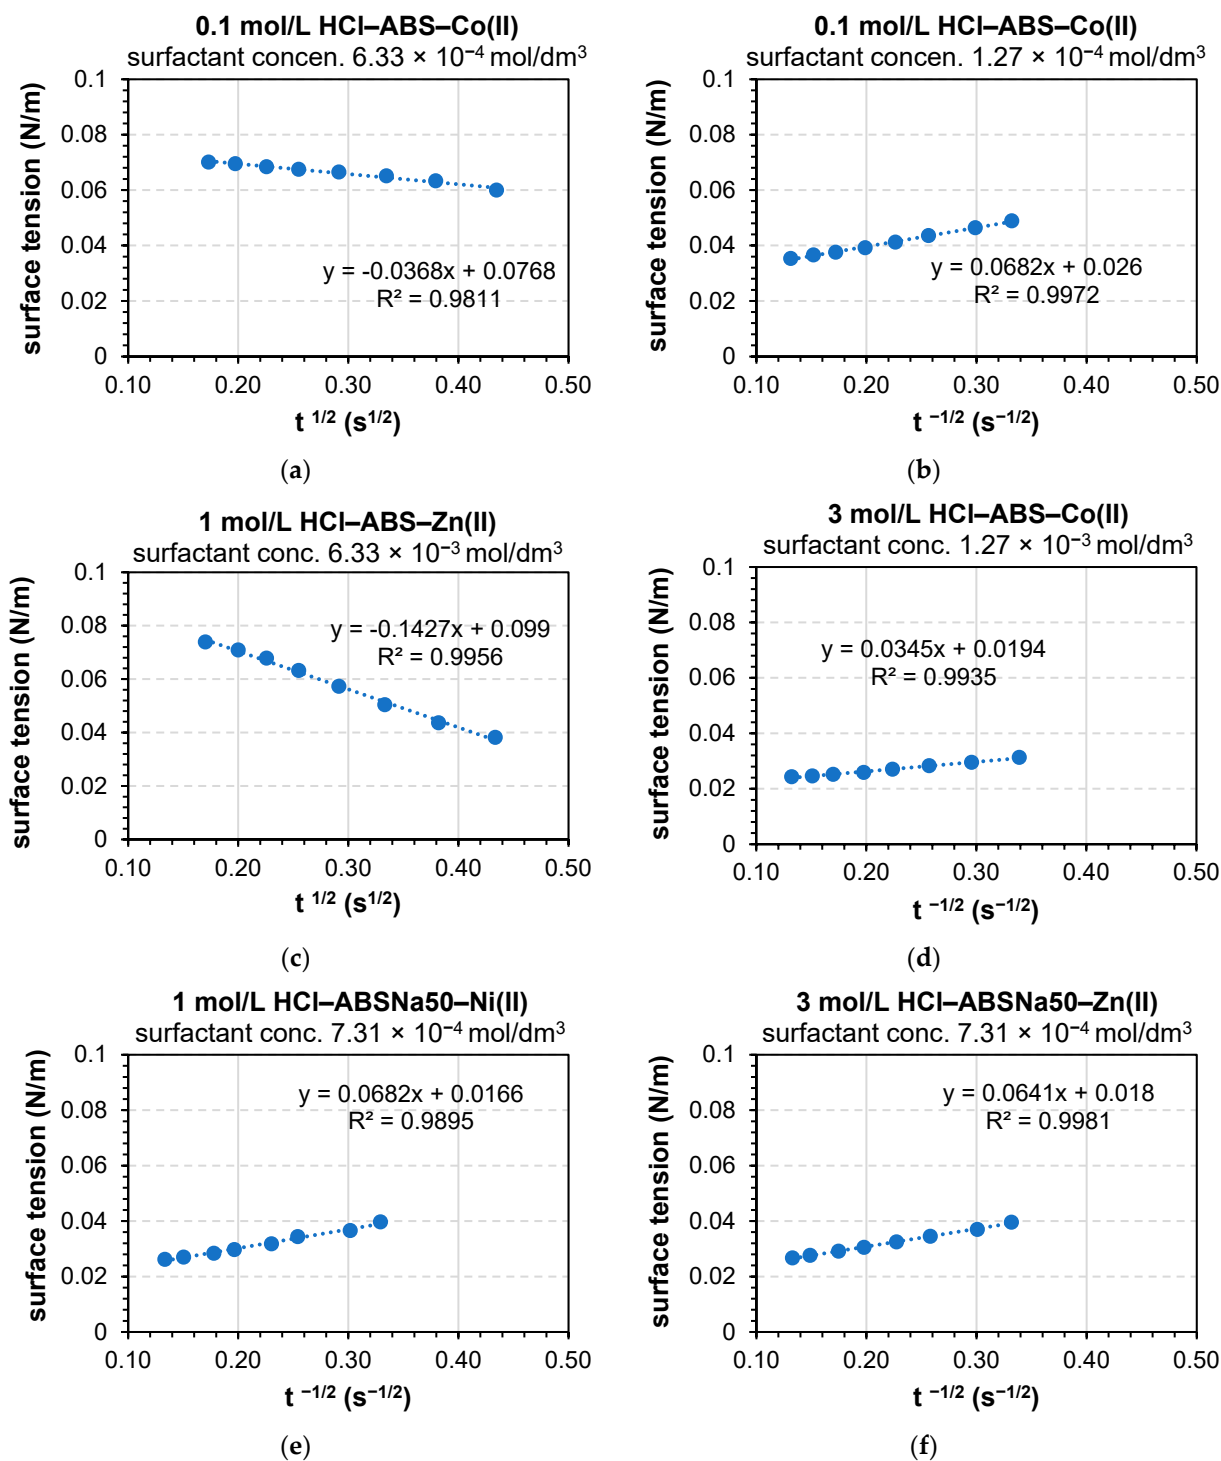 0.1 mol/L HCl–ABS–Co(II)
surfactant concen. 6.33 × 10⁻⁴ mol/dm³
surface tension (N/m)
0.1
0.08
0.06
0.04
0.02
0
y = -0.0368x + 0.0768
R² = 0.9811
0.10 0.20 0.30 0.40 0.50
t ¹/² (s¹/²)
(a)
0.1 mol/L HCl–ABS–Co(II)
surfactant concen. 1.27 × 10⁻⁴ mol/dm³
surface tension (N/m)
0.1
0.08
0.06
0.04
0.02
0
y = 0.0682x + 0.026
R² = 0.9972
0.10 0.20 0.30 0.40 0.50
t ⁻¹/² (s⁻¹/²)
(b)
1 mol/L HCl–ABS–Zn(II)
surfactant conc. 6.33 × 10⁻³ mol/dm³
surface tension (N/m)
0.1
0.08
0.06
0.04
0.02
0
y = -0.1427x + 0.099
R² = 0.9956
0.10 0.20 0.30 0.40 0.50
t ¹/² (s¹/²)
(c)
3 mol/L HCl–ABS–Co(II)
surfactant conc. 1.27 × 10⁻³ mol/dm³
surface tension (N/m)
0.1
0.08
0.06
0.04
0.02
0
y = 0.0345x + 0.0194
R² = 0.9935
0.10 0.20 0.30 0.40 0.50
t ⁻¹/² (s⁻¹/²)
(d)
1 mol/L HCl–ABSNa50–Ni(II)
surfactant conc. 7.31 × 10⁻⁴ mol/dm³
surface tension (N/m)
0.1
0.08
0.06
0.04
0.02
0
y = 0.0682x + 0.0166
R² = 0.9895
0.10 0.20 0.30 0.40 0.50
t ⁻¹/² (s⁻¹/²)
(e)
3 mol/L HCl–ABSNa50–Zn(II)
surfactant conc. 7.31 × 10⁻⁴ mol/dm³
surface tension (N/m)
0.1
0.08
0.06
0.04
0.02
0
y = 0.0641x + 0.018
R² = 0.9981
0.10 0.20 0.30 0.40 0.50
t ⁻¹/² (s⁻¹/²)
(f)